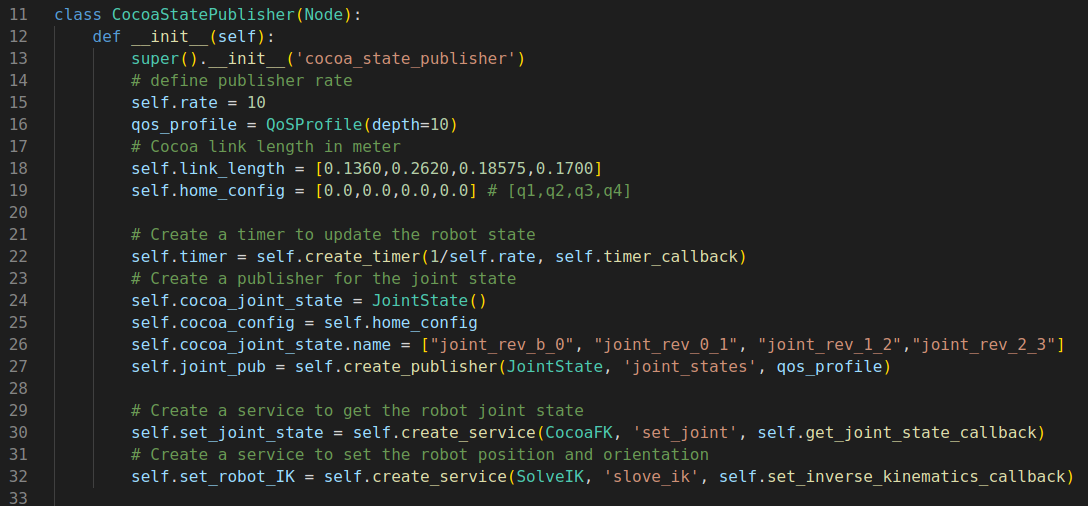 11 class CocoaStatePublisher(Node):
12     def __init__(self):
13         super().__init__('cocoa_state_publisher')
14         # define publisher rate
15         self.rate = 10
16         qos_profile = QoSProfile(depth=10)
17         # Cocoa link length in meter
18         self.link_length = [0.1360,0.2620,0.18575,0.1700]
19         self.home_config = [0.0,0.0,0.0,0.0] # [q1,q2,q3,q4]
20
21         # Create a timer to update the robot state
22         self.timer = self.create_timer(1/self.rate, self.timer_callback)
23         # Create a publisher for the joint state
24         self.cocoa_joint_state = JointState()
25         self.cocoa_config = self.home_config
26         self.cocoa_joint_state.name = ["joint_rev_b_0", "joint_rev_0_1", "joint_rev_1_2","joint_rev_2_3"]
27         self.joint_pub = self.create_publisher(JointState, 'joint_states', qos_profile)
28
29         # Create a service to get the robot joint state
30         self.set_joint_state = self.create_service(CocoaFK, 'set_joint', self.get_joint_state_callback)
31         # Create a service to set the robot position and orientation
32         self.set_robot_IK = self.create_service(SolveIK, 'slove_ik', self.set_inverse_kinematics_callback)
33